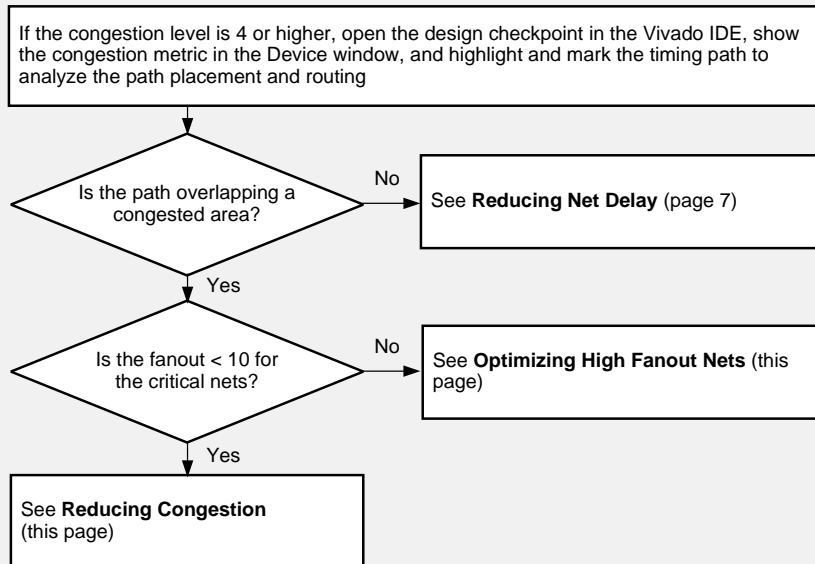 If the congestion level is 4 or higher, open the design checkpoint in the Vivado IDE, show
the congestion metric in the Device window, and highlight and mark the timing path to
analyze the path placement and routing
Is the path overlapping a
congested area?
No
See Reducing Net Delay (page 7)
Yes
Is the fanout < 10 for
the critical nets?
No
See Optimizing High Fanout Nets (this
page)
Yes
See Reducing Congestion
(this page)